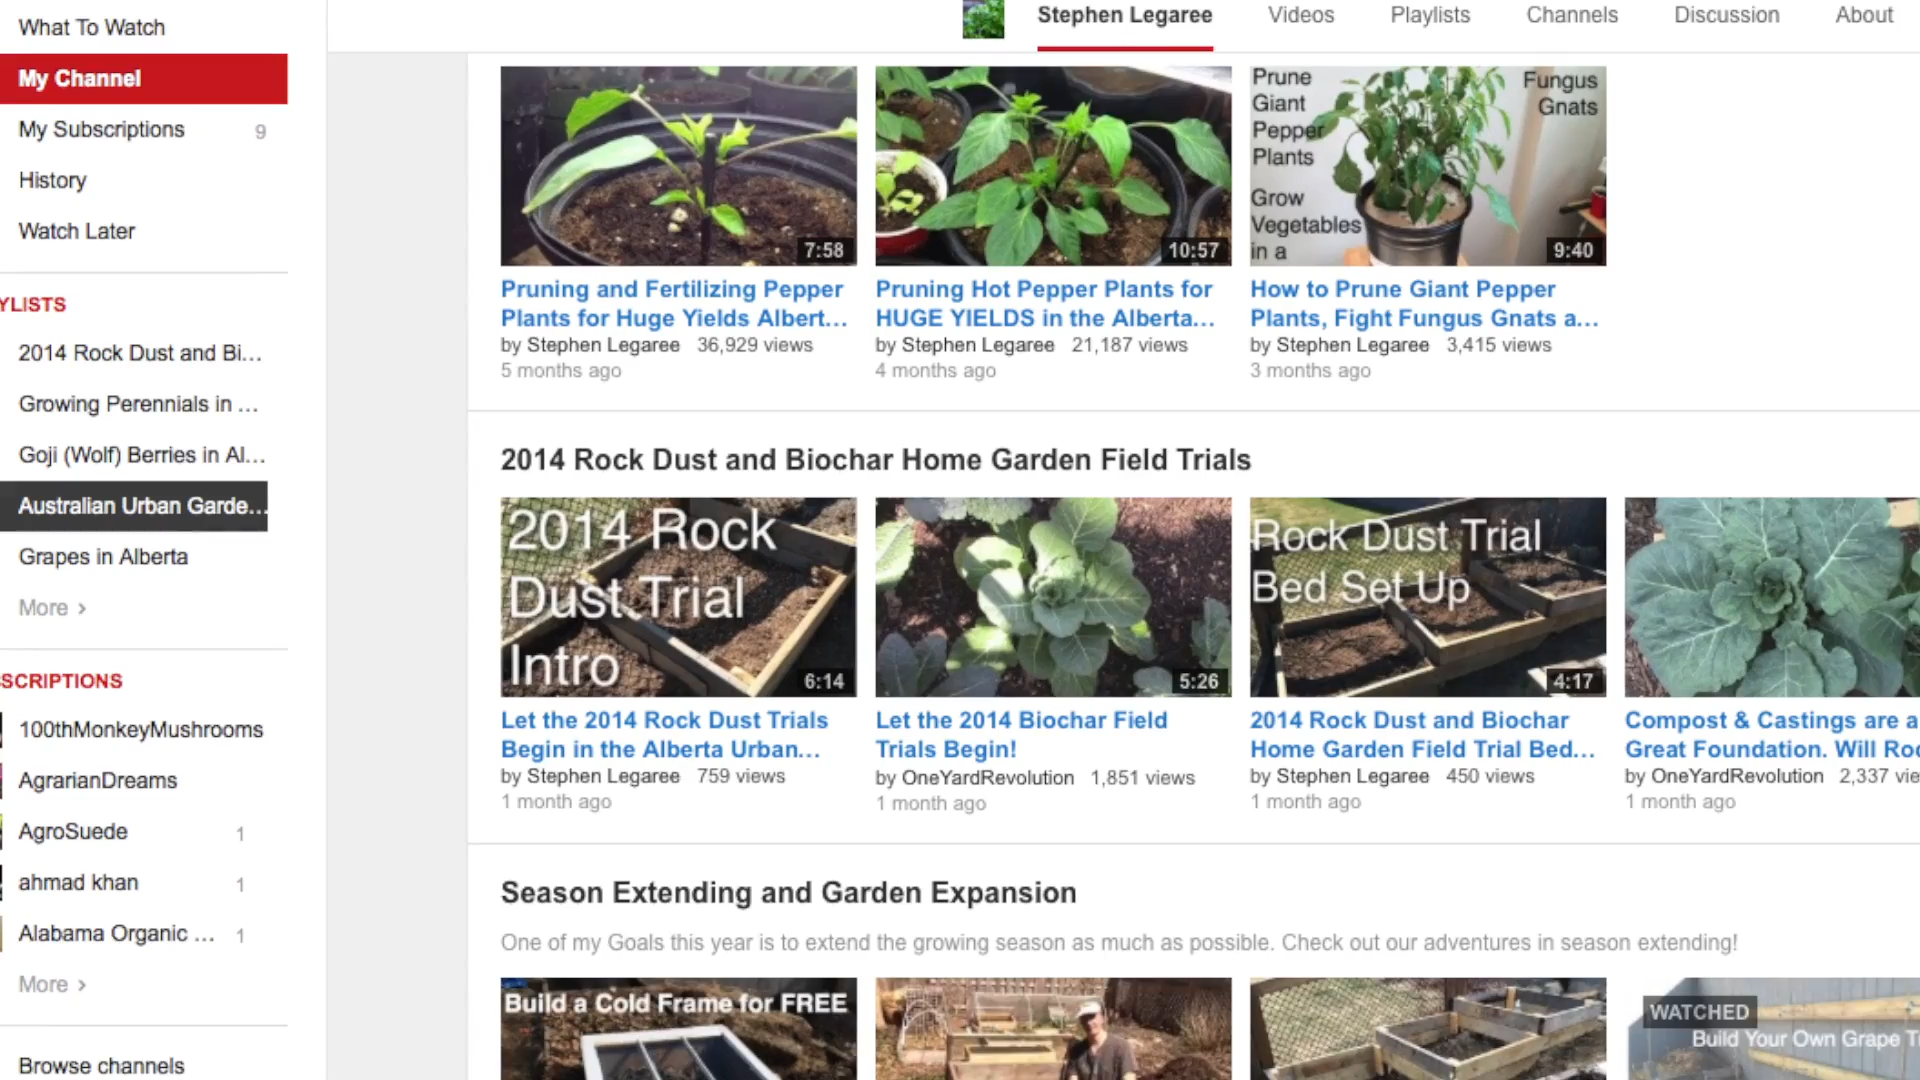 What To Watch
My Channel
My Subscriptions 9
History
Watch Later
YLISTS
2014 Rock Dust and Bi...
Growing Perennials in ...
Goji (Wolf) Berries in Al...
Australian Urban Garde...
Grapes in Alberta
More ›
SCRIPTIONS
100thMonkeyMushrooms
AgrarianDreams
AgroSuede 1
ahmad khan 1
Alabama Organic ... 1
More ›
Browse channels
Stephen Legaree Videos Playlists Channels Discussion About
7:58
Pruning and Fertilizing Pepper
Plants for Huge Yields Albert...
by Stephen Legaree 36,929 views
5 months ago
10:57
Pruning Hot Pepper Plants for
HUGE YIELDS in the Alberta...
by Stephen Legaree 21,187 views
4 months ago
Prune
Giant
Pepper
Plants
Grow
Vegetables
in a
Fungus
Gnats
9:40
How to Prune Giant Pepper
Plants, Fight Fungus Gnats a...
by Stephen Legaree 3,415 views
3 months ago
2014 Rock Dust and Biochar Home Garden Field Trials
2014 Rock
Dust Trial
Intro
6:14
Let the 2014 Rock Dust Trials
Begin in the Alberta Urban...
by Stephen Legaree 759 views
1 month ago
5:26
Let the 2014 Biochar Field
Trials Begin!
by OneYardRevolution 1,851 views
1 month ago
Rock Dust Trial
Bed Set Up
4:17
2014 Rock Dust and Biochar
Home Garden Field Trial Bed...
by Stephen Legaree 450 views
1 month ago
Compost & Castings are a
Great Foundation. Will Roc
by OneYardRevolution 2,337 vie
1 month ago
Season Extending and Garden Expansion
One of my Goals this year is to extend the growing season as much as possible. Check out our adventures in season extending!
Build a Cold Frame for FREE
WATCHED
Build Your Own Grape T